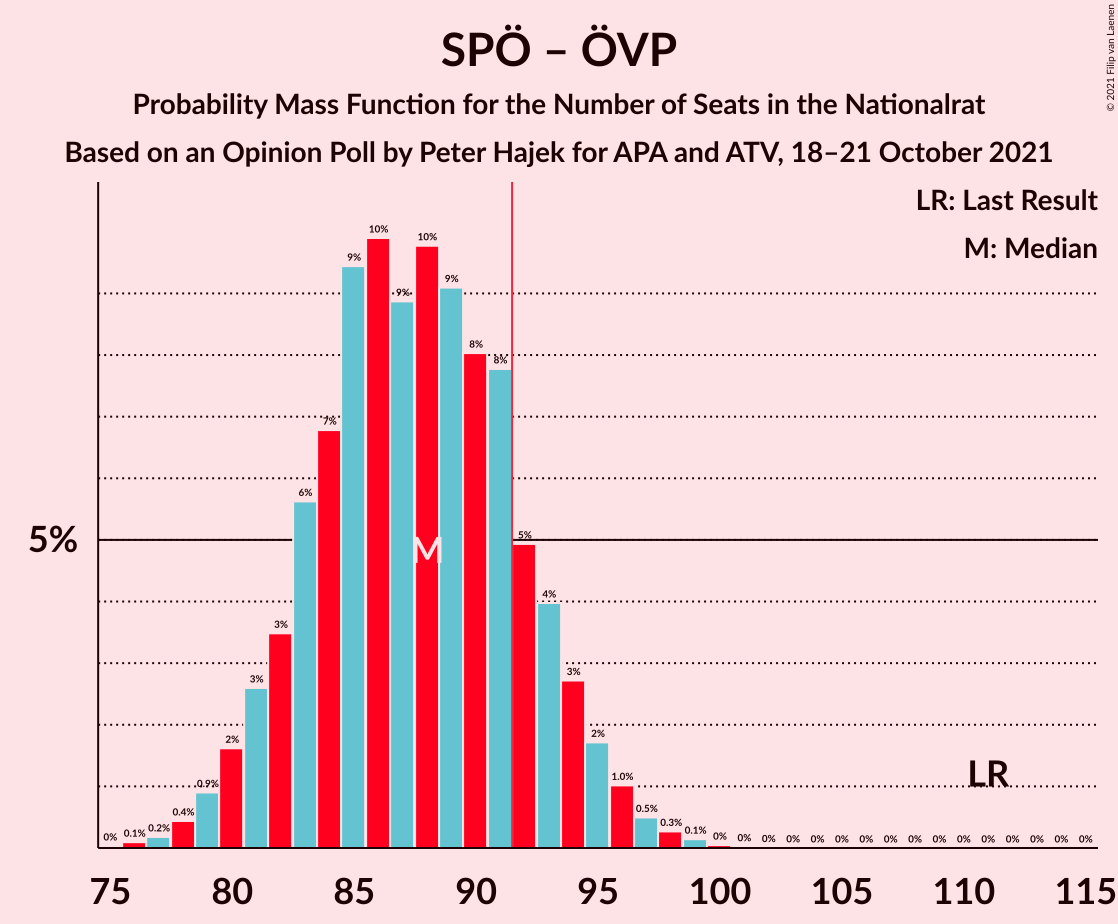 SPÖ – ÖVP
Probability Mass Function for the Number of Seats in the Nationalrat
Based on an Opinion Poll by Peter Hajek for APA and ATV, 18–21 October 2021
© 2021 Filip van Laenen
LR: Last Result
M: Median
5%
0% 0.1% 0.2% 0.4% 0.9% 2% 3% 3% 6% 7% 9% 10% 9% 10% 9% 8% 8% 5% 4% 3% 2% 1.0% 0.5% 0.3% 0.1% 0% 0% 0% 0% 0% 0% 0% 0% 0% 0% 0% 0% 0% 0% 0% 0%
M
LR
75 80 85 90 95 100 105 110 115